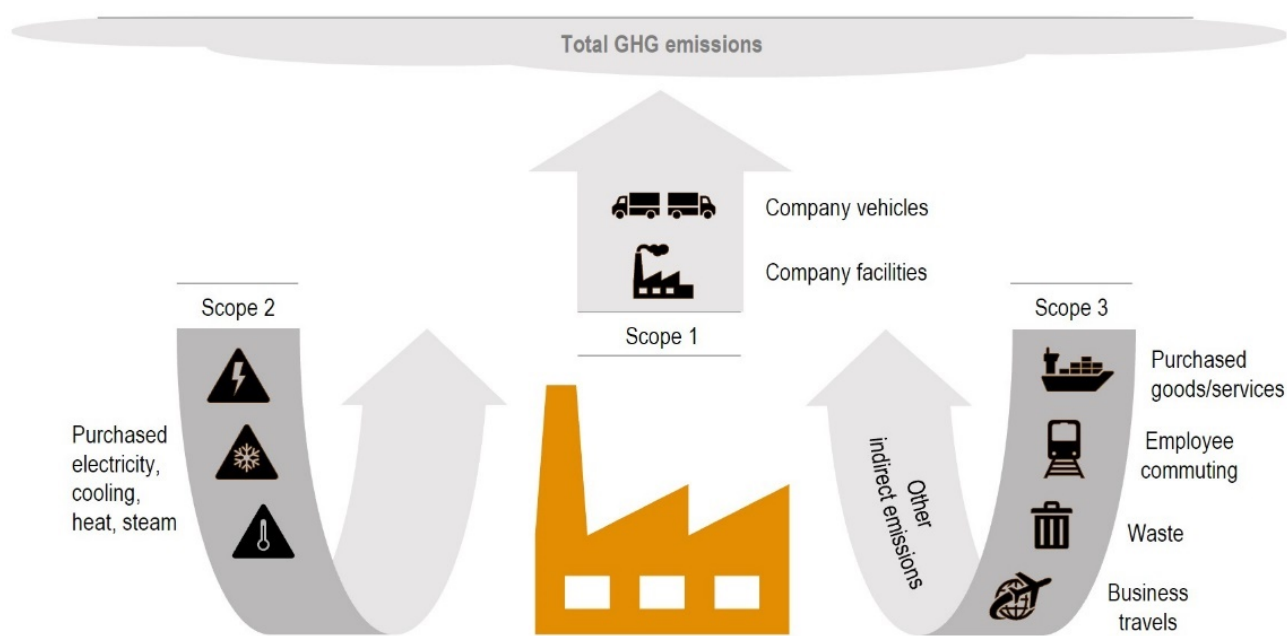 Total GHG emissions
Company vehicles
Company facilities
Scope 2
Scope 1
Scope 3
Purchased
electricity,
cooling,
heat, steam
Other
indirect emissions
Purchased
goods/services
Employee
commuting
Waste
Business
travels